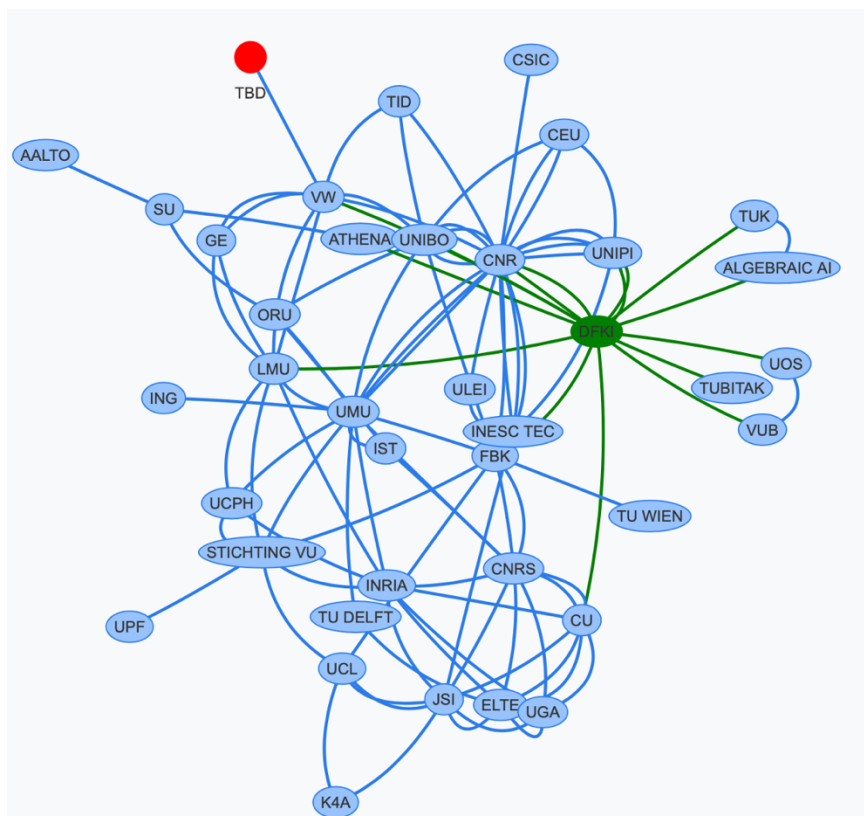 CSIC
TBD
TID
CEU
AALTO
VW
SU
TUK
GE
ATHENA
UNIBO
CNR
UNIPI
ALGEBRAIC AI
ORU
DFKI
LMU
UOS
ULEI
TUBITAK
ING
UMU
INESC TEC
VUB
IST
FBK
UCPH
TU WIEN
STICHTING VU
CNRS
INRIA
UPF
TU DELFT
CU
UCL
JSI
ELTE
UGA
K4A